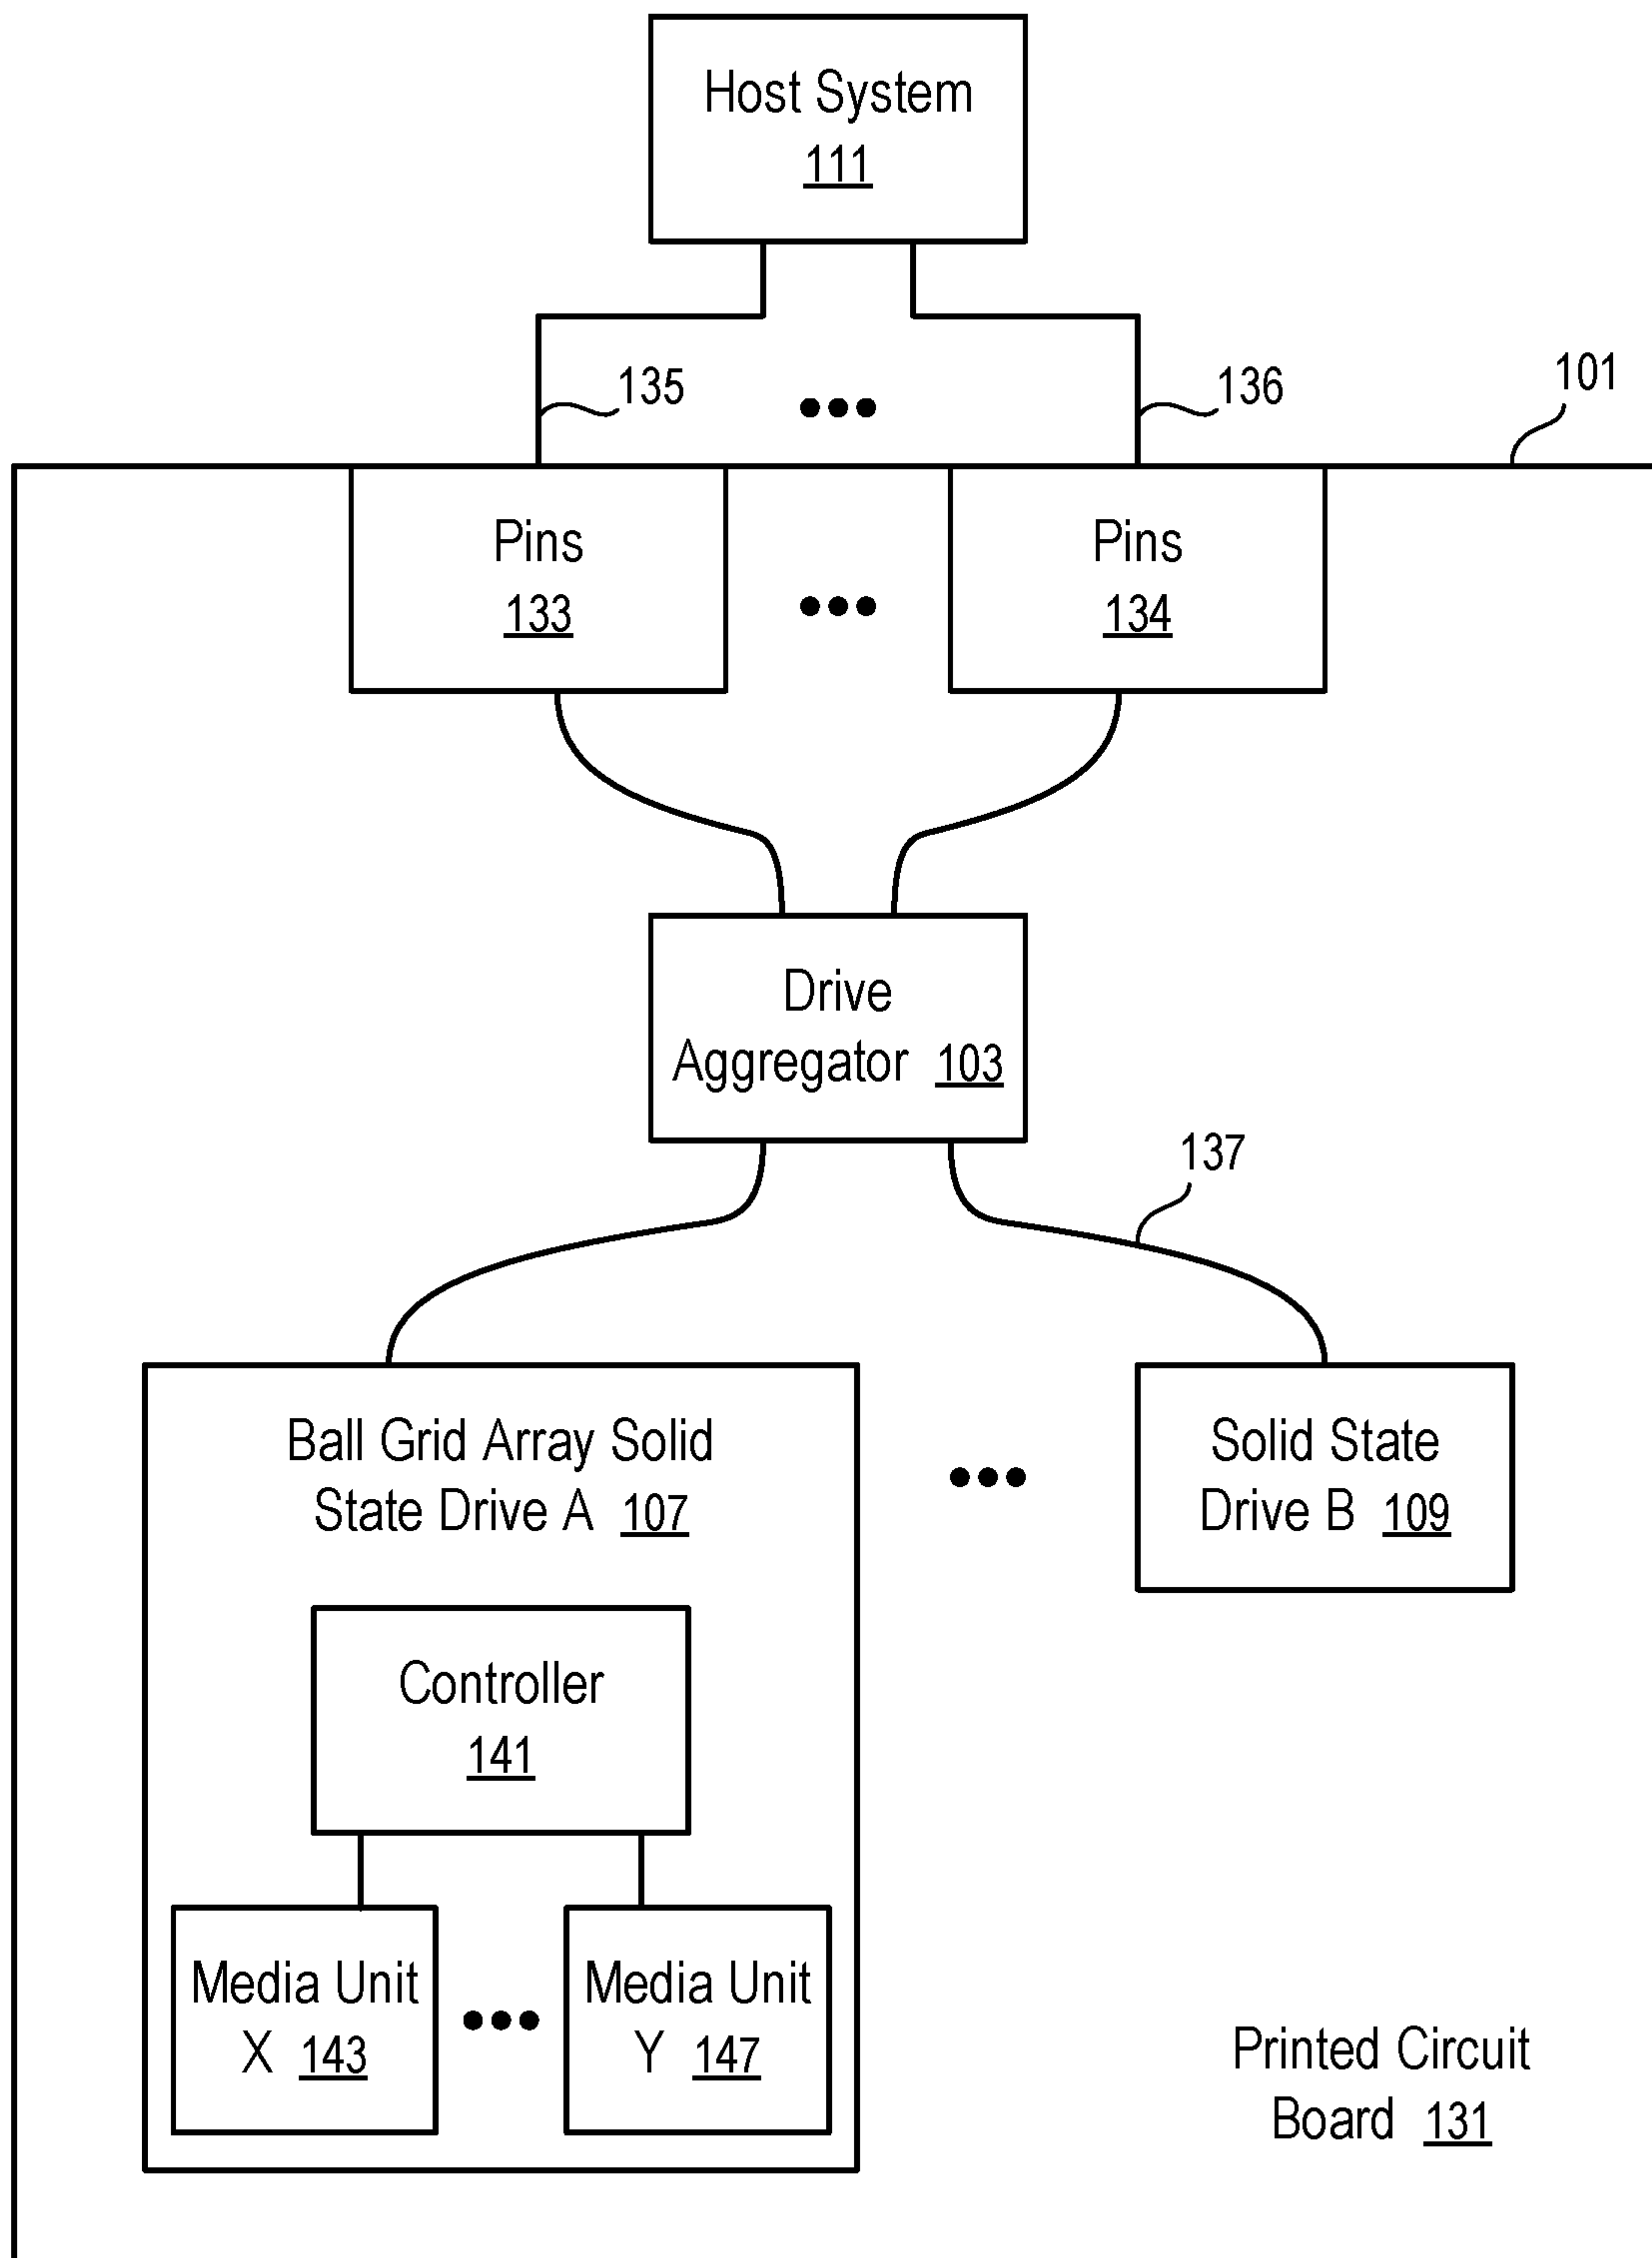 Host System
111
135
136
101
Pins
133
Pins
134
Drive
Aggregator 103
137
Ball Grid Array Solid
State Drive A 107
Solid State
Drive B 109
Controller
141
Media Unit
X 143
Media Unit
Y 147
Printed Circuit
Board 131